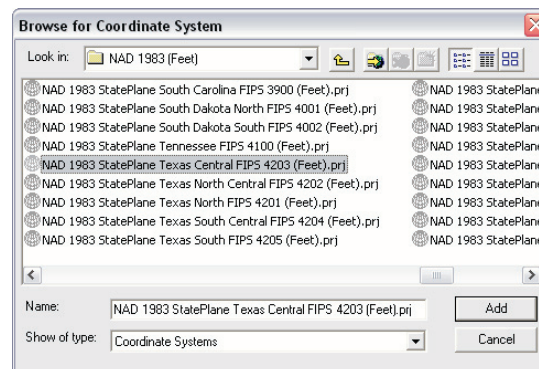 Browse for Coordinate System
Look in: NAD 1983 (Feet)
NAD 1983 StatePlane South Carolina FIPS 3900 (Feet).prj NAD 1983 StatePlane
NAD 1983 StatePlane South Dakota North FIPS 4001 (Feet).prj NAD 1983 StatePlane
NAD 1983 StatePlane South Dakota South FIPS 4002 (Feet).prj NAD 1983 StatePlane
NAD 1983 StatePlane Tennessee FIPS 4100 (Feet).prj NAD 1983 StatePlane
NAD 1983 StatePlane Texas Central FIPS 4203 (Feet).prj NAD 1983 StatePlane
NAD 1983 StatePlane Texas North Central FIPS 4202 (Feet).prj NAD 1983 StatePlane
NAD 1983 StatePlane Texas North FIPS 4201 (Feet).prj NAD 1983 StatePlane
NAD 1983 StatePlane Texas South Central FIPS 4204 (Feet).prj NAD 1983 StatePlane
NAD 1983 StatePlane Texas South FIPS 4205 (Feet).prj NAD 1983 StatePlane
Name: NAD 1983 StatePlane Texas Central FIPS 4203 (Feet).prj Add
Show of type: Coordinate Systems Cancel